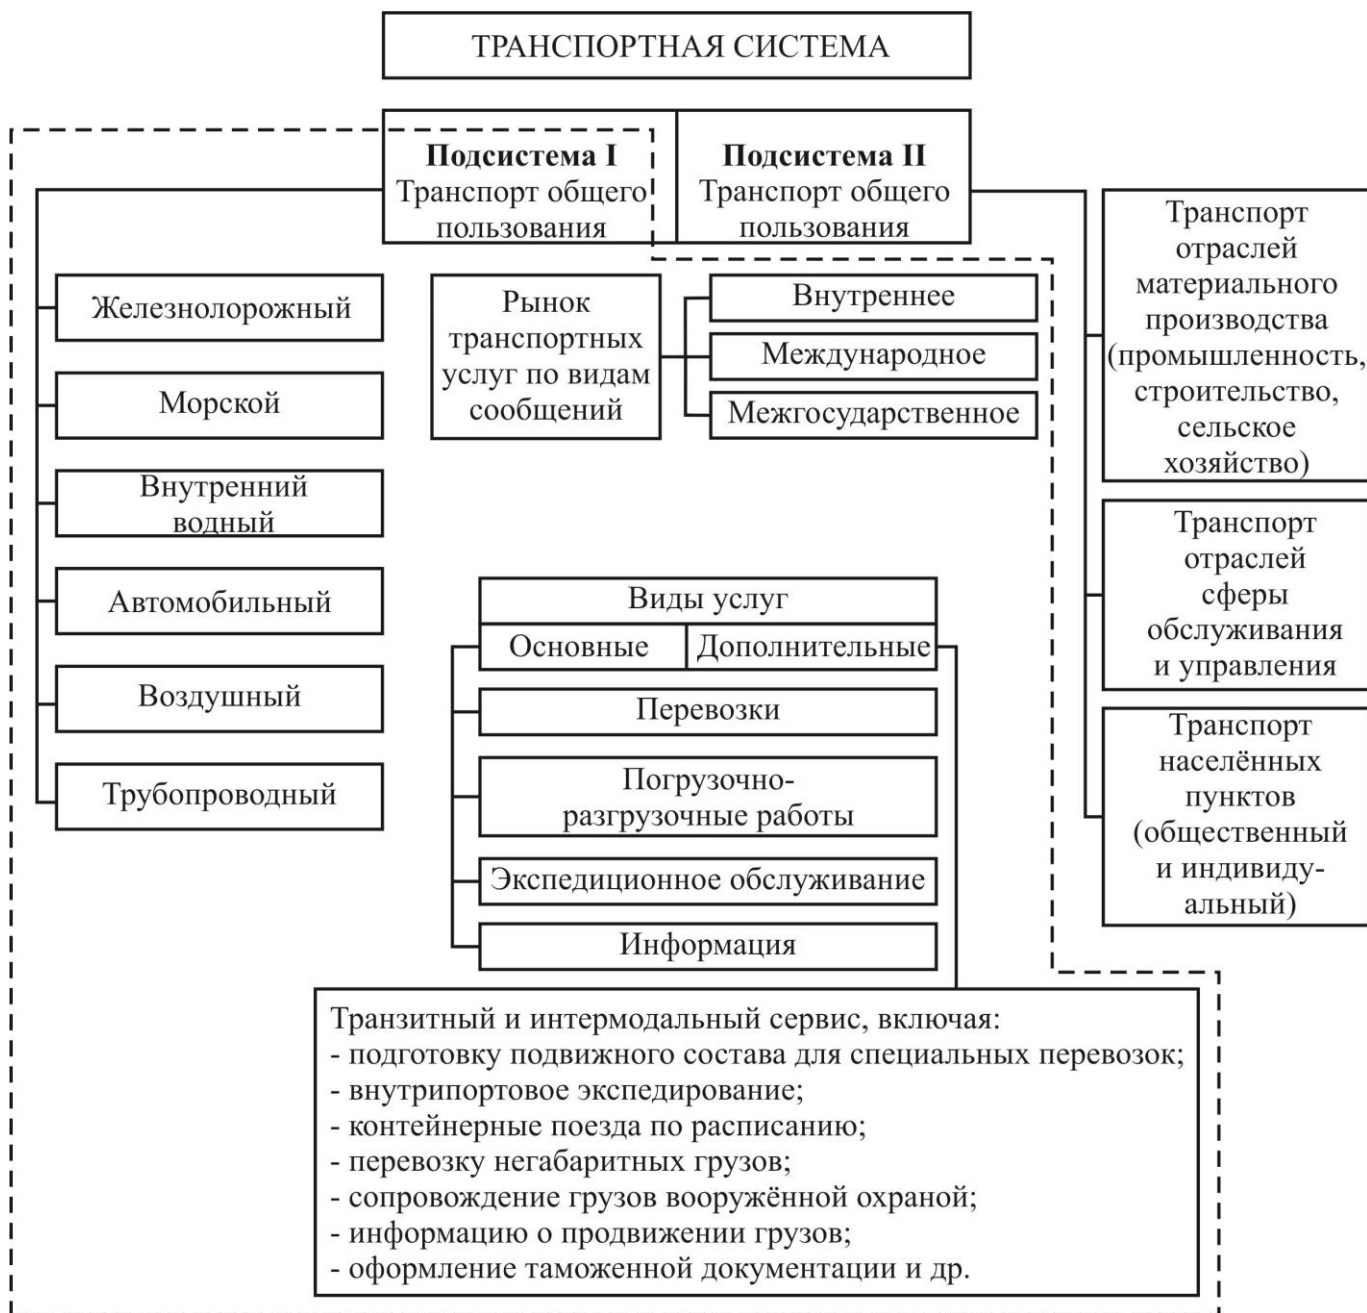 ТРАНСПОРТНАЯ СИСТЕМА
Подсистема I
Транспорт общего
пользования
Подсистема II
Транспорт общего
пользования
Железнолорожный
Морской
Внутренний
водный
Автомобильный
Воздушный
Трубопроводный
Рынок
транспортных
услуг по видам
сообщений
Внутреннее
Международное
Межгосударственное
Виды услуг
Основные
Дополнительные
Перевозки
Погрузочно-
разгрузочные работы
Экспедиционное обслуживание
Информация
Транзитный и интермодальный сервис, включая:
- подготовку подвижного состава для специальных перевозок;
- внутрипортовое экспедирование;
- контейнерные поезда по расписанию;
- перевозку негабаритных грузов;
- сопровождение грузов вооружённой охраной;
- информацию о продвижении грузов;
- оформление таможенной документации и др.
Транспорт
отраслей
материального
производства
(промышленность,
строительство,
сельское
хозяйство)
Транспорт
отраслей
сферы
обслуживания
и управления
Транспорт
населённых
пунктов
(общественный
и индивиду-
альный)